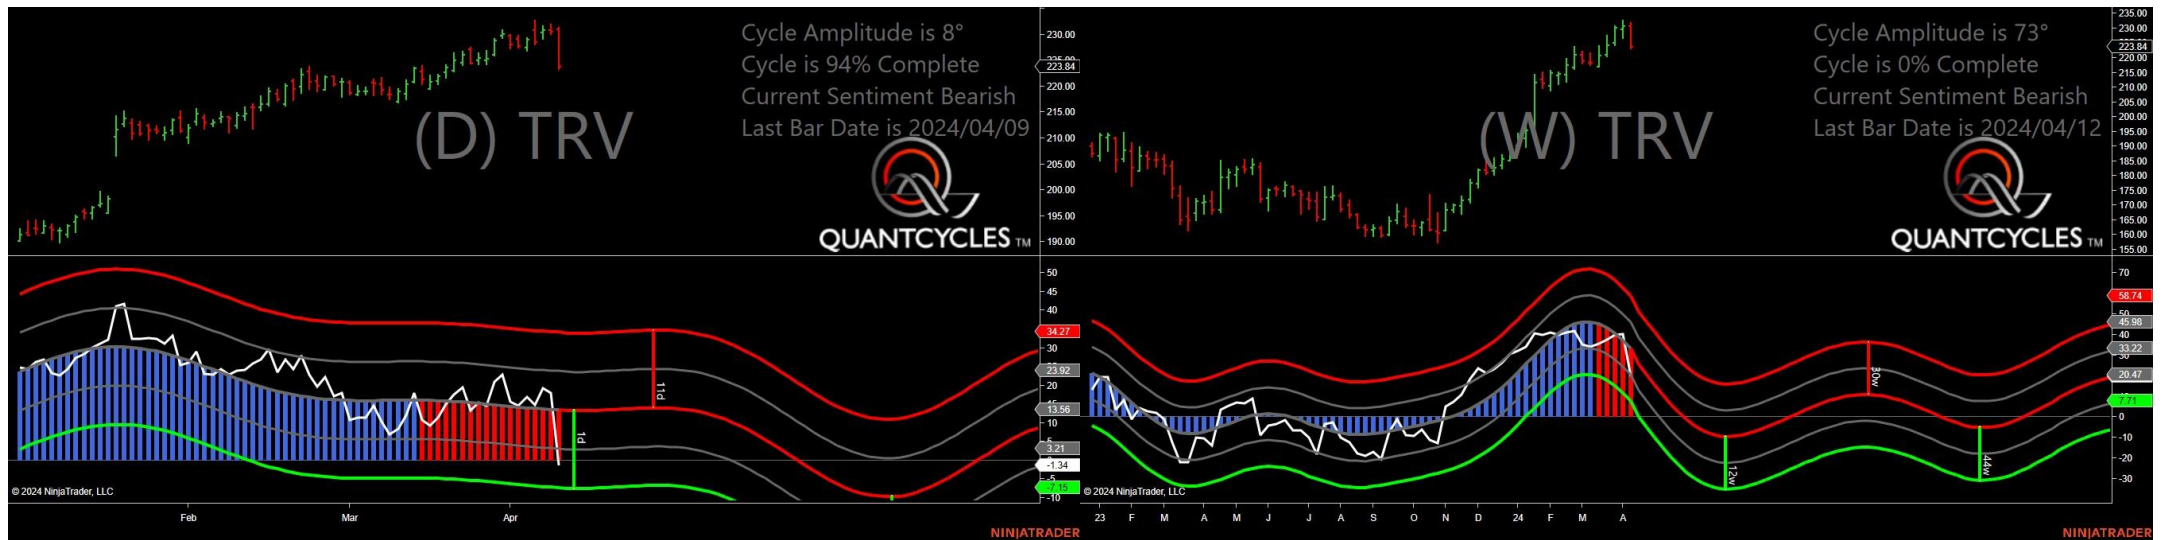 Cycle Amplitude is 8°
Cycle is 94% Complete
Current Sentiment Bearish
Last Bar Date is 2024/04/09
(D) TRV
QUANTCYCLES TM
230.00
223.84
220.00
215.00
210.00
205.00
200.00
195.00
190.00
50
45
40
34.27
30
23.92
20
13.56
10
3.21
-1.34
-5
-7.15
-10
11d
1d
© 2024 NinjaTrader, LLC
Feb Mar Apr
NINJATRADER
Cycle Amplitude is 73°
Cycle is 0% Complete
Current Sentiment Bearish
Last Bar Date is 2024/04/12
(W) TRV
QUANTCYCLES TM
235.00
230.00
223.84
220.00
215.00
210.00
205.00
200.00
195.00
190.00
185.00
180.00
175.00
170.00
165.00
160.00
155.00
70
58.74
50
45.98
40
33.22
30
20.47
7.71
0
-10
-20
-30
30w
12w
44w
© 2024 NinjaTrader, LLC
23 F M A M J J A S O N D 24 F M A
NINJATRADER